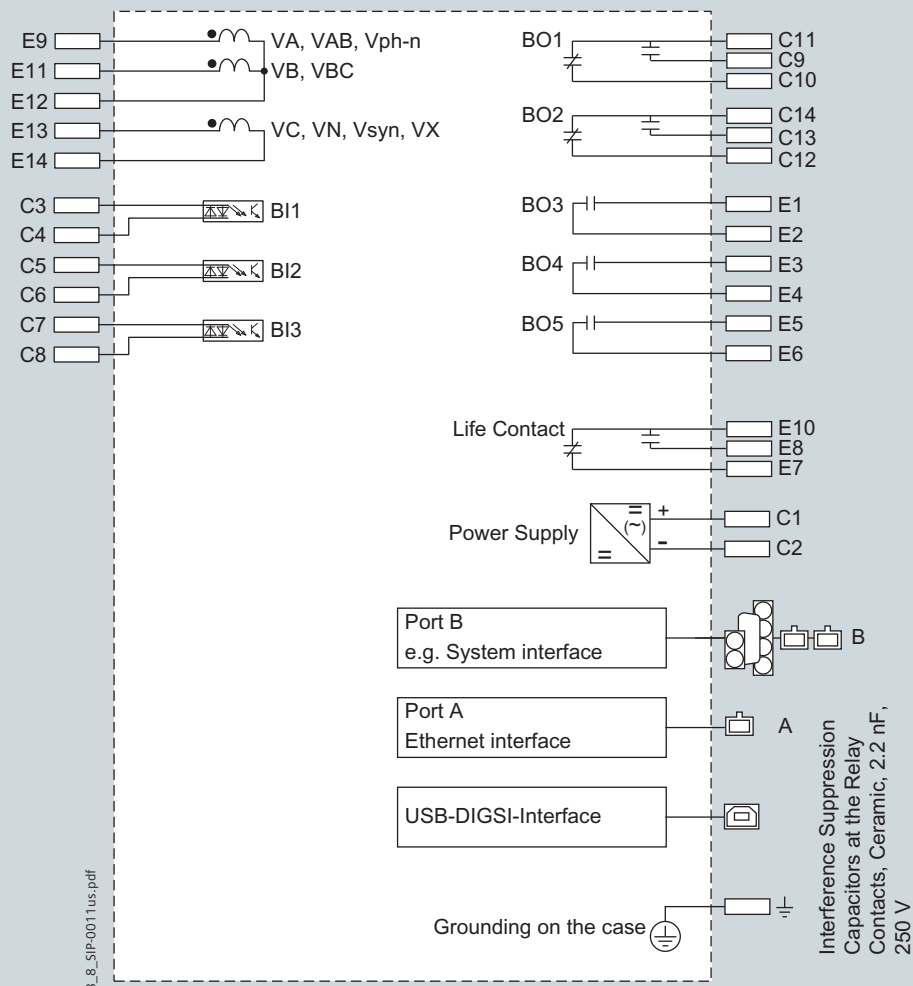 E9 VA, VAB, Vph-n BO1 C11
C9
E11 VB, VBC C10
E12
E13 VC, VN, Vsyn, VX BO2 C14
C13
E14 C12
C3 BI1 BO3 E1
C4 E2
C5 BI2 BO4 E3
C6 E4
C7 BI3 BO5 E5
C8 E6
Life Contact E10
E8
E7
Power Supply = (~) = + C1
- C2
Port B
e.g. System interface
B
Port A
Ethernet interface
A
USB-DIGSI-Interface
Grounding on the case
Interference Suppression
Capacitors at the Relay
Contacts, Ceramic, 2.2 nF,
250 V
_8_SIP-0011us.pdf